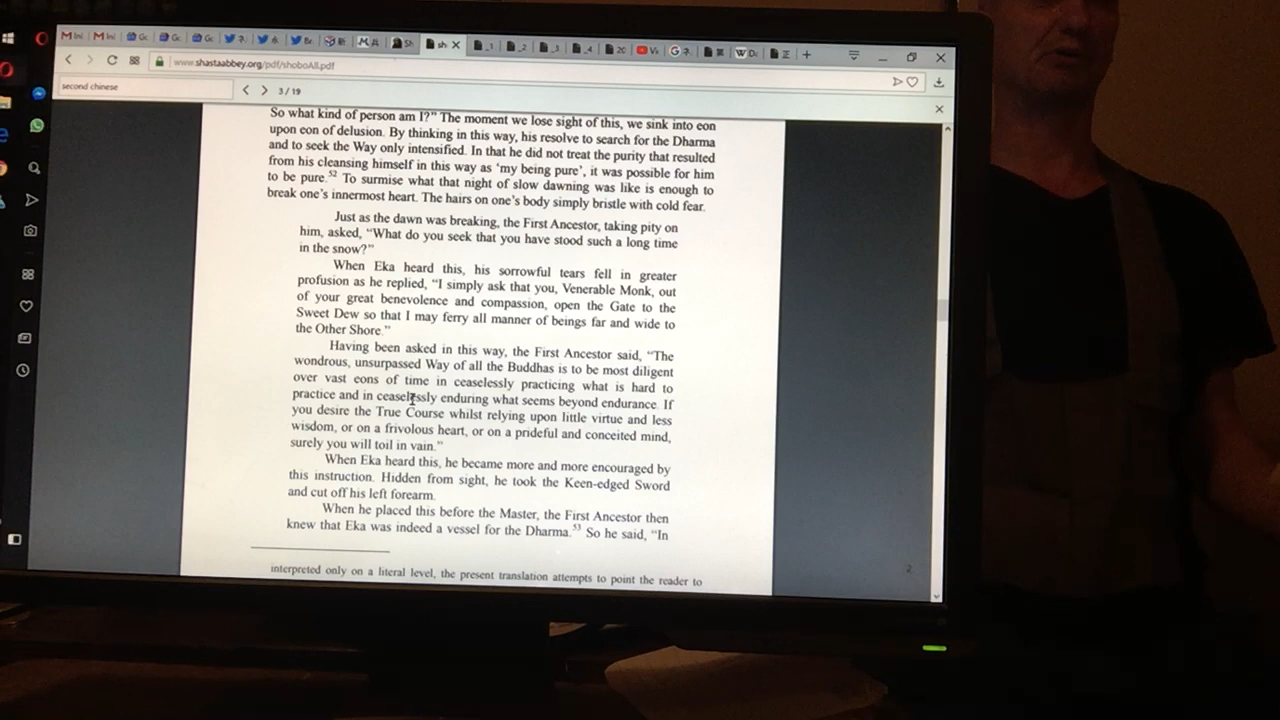 www.shastaabbey.org/pdf/shoboAll.pdf
second chinese
3 / 19
So what kind of person am I?” The moment we lose sight of this, we sink into eon
upon eon of delusion. By thinking in this way, his resolve to search for the Dharma
and to seek the Way only intensified. In that he did not treat the purity that resulted
from his cleansing himself in this way as ‘my being pure’, it was possible for him
to be pure.52 To surmise what that night of slow dawning was like is enough to
break one’s innermost heart. The hairs on one’s body simply bristle with cold fear.
Just as the dawn was breaking, the First Ancestor, taking pity on
him, asked, “What do you seek that you have stood such a long time
in the snow?”
When Eka heard this, his sorrowful tears fell in greater
profusion as he replied, “I simply ask that you, Venerable Monk, out
of your great benevolence and compassion, open the Gate to the
Sweet Dew so that I may ferry all manner of beings far and wide to
the Other Shore.”
Having been asked in this way, the First Ancestor said, “The
wondrous, unsurpassed Way of all the Buddhas is to be most diligent
over vast eons of time in ceaselessly practicing what is hard to
practice and in ceaselessly enduring what seems beyond endurance. If
you desire the True Course whilst relying upon little virtue and less
wisdom, or on a frivolous heart, or on a prideful and conceited mind,
surely you will toil in vain.”
When Eka heard this, he became more and more encouraged by
this instruction. Hidden from sight, he took the Keen-edged Sword
and cut off his left forearm.
When he placed this before the Master, the First Ancestor then
knew that Eka was indeed a vessel for the Dharma.53 So he said, “In
interpreted only on a literal level, the present translation attempts to point the reader to